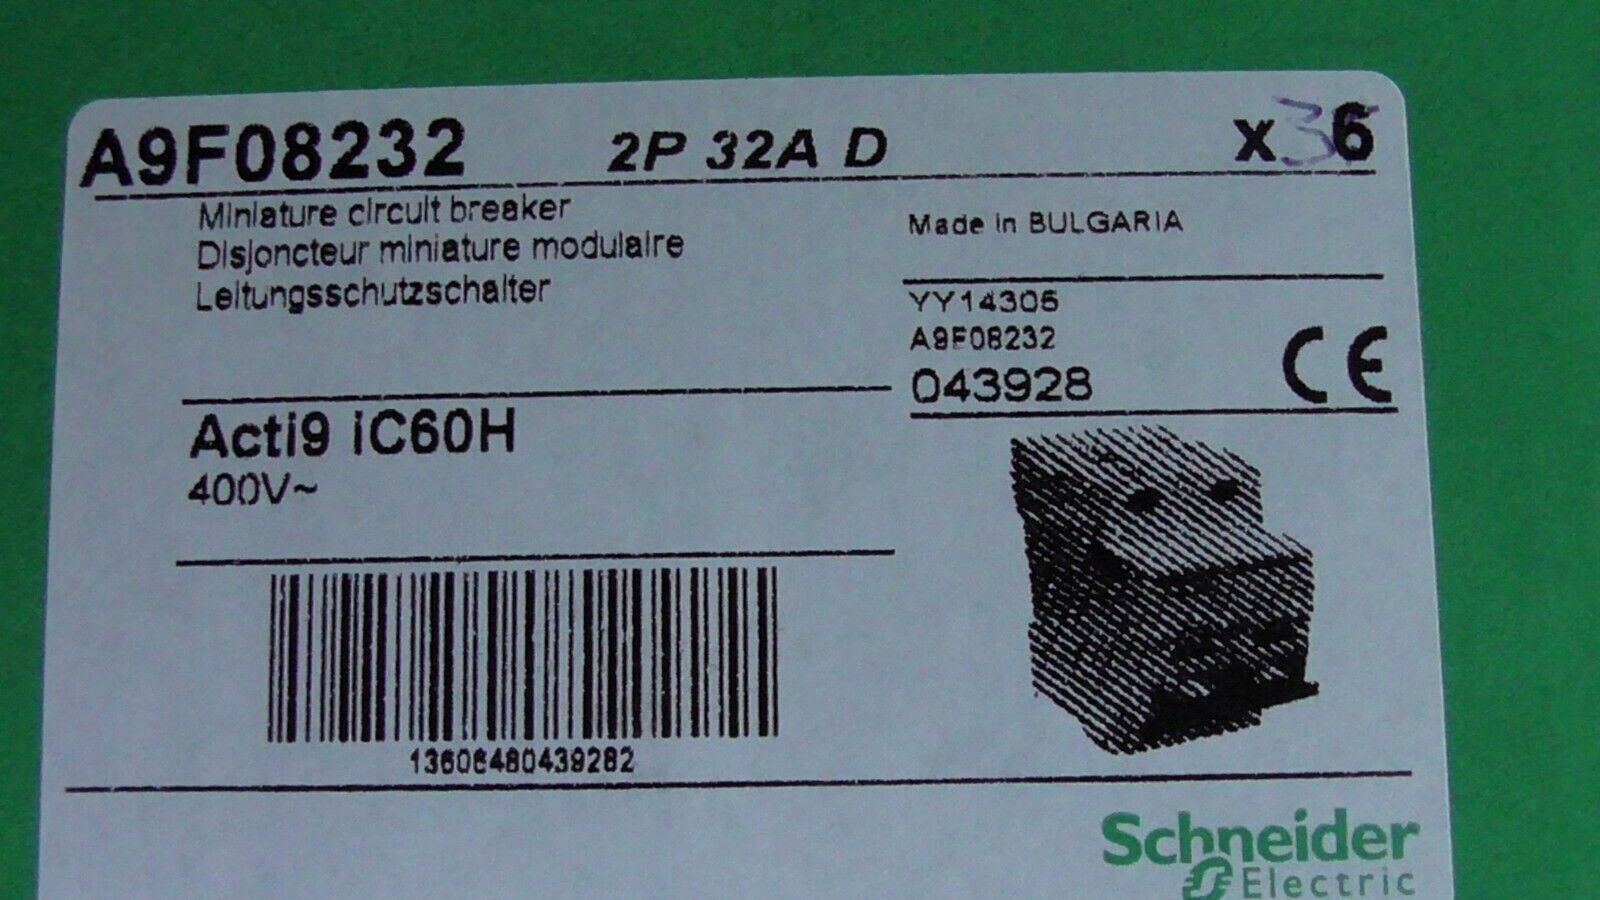 A9F08232 2P 32A D x36
Miniature circuit breaker
Disjoncteur miniature modulaire
Leitungsschutzschalter
Made in BULGARIA
YY14305
A9F08232
043928
CE
Acti9 iC60H
400V~
13606480439282
Schneider
Electric